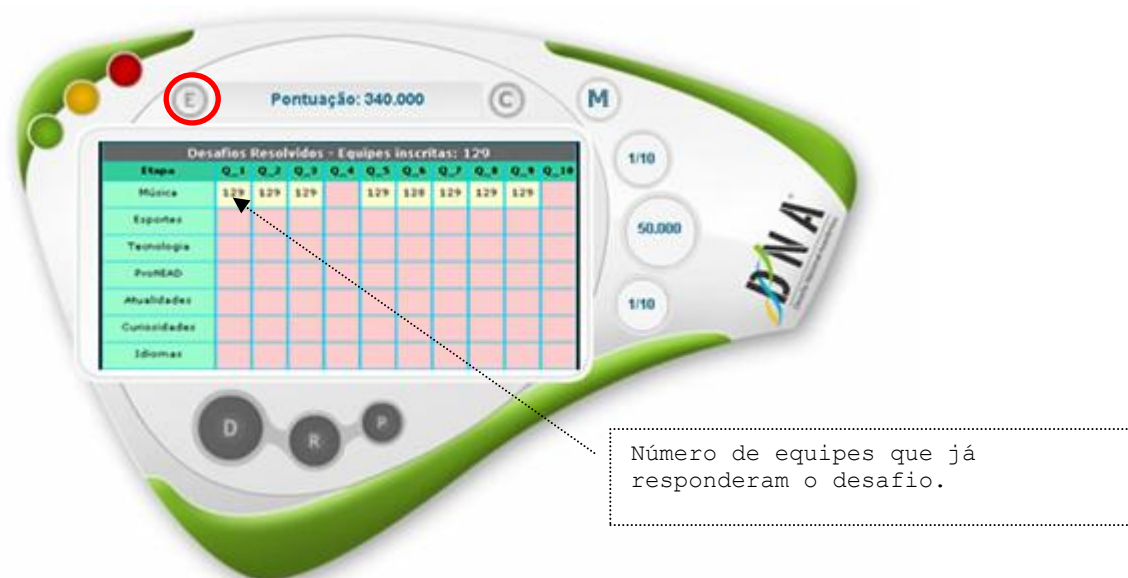 E Pontuação: 340.000 C M
Desafios Resolvidos - Equipes inscritas: 129
Etapa Q_1 Q_2 Q_3 Q_4 Q_5 Q_6 Q_7 Q_8 Q_9 Q_10
Música 129 129 129 129 128 129 129 129
Esportes
Tecnologia
ProNEAD
Atualidades
Curiosidades
Idiomas
1/10
50.000
1/10
DNA
D R P
Número de equipes que já
responderam o desafio.